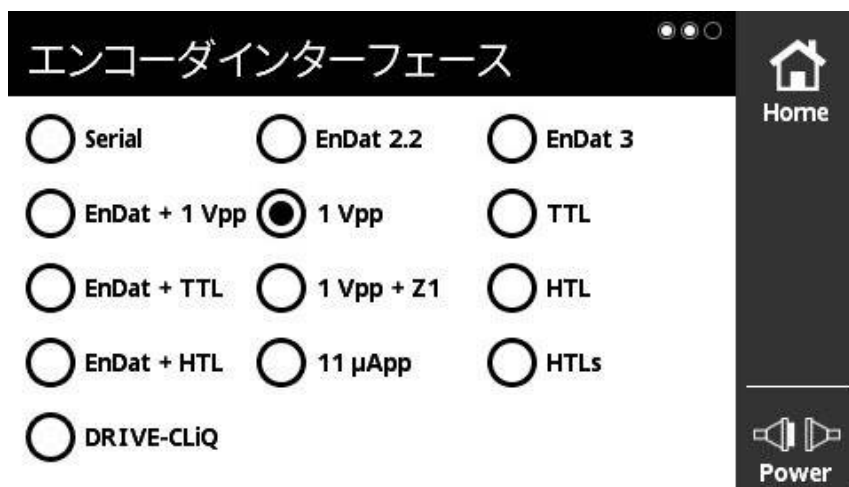 エンコーダインターフェース
Home
Serial EnDat 2.2 EnDat 3
EnDat + 1 Vpp 1 Vpp TTL
EnDat + TTL 1 Vpp + Z1 HTL
EnDat + HTL 11 µApp HTLs
DRIVE-CLiQ
Power